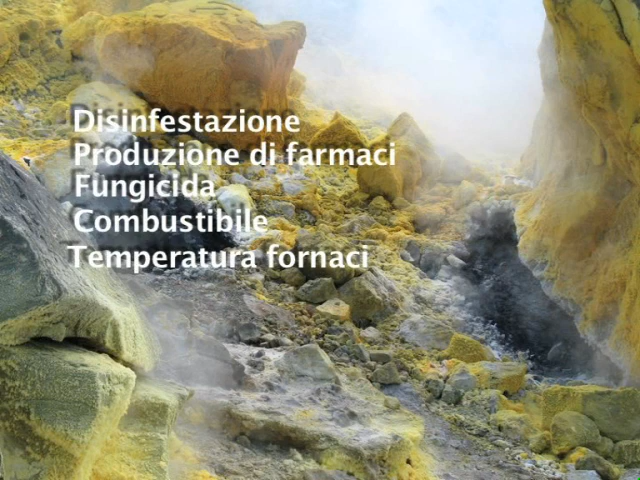 Disinfestazione
Produzione di farmaci
Fungicida
Combustibile
Temperatura fornaci